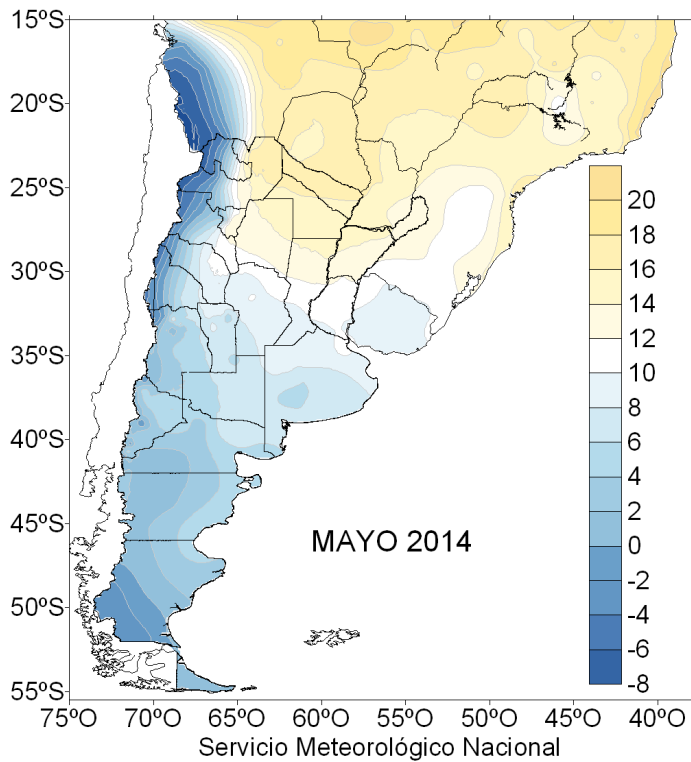 15ºS
20ºS
25ºS
30ºS
35ºS
40ºS
45ºS
50ºS
55ºS
20
18
16
14
12
10
8
6
4
2
0
-2
-4
-6
-8
MAYO 2014
75ºO 70ºO 65ºO 60ºO 55ºO 50ºO 45ºO 40ºO
Servicio Meteorológico Nacional